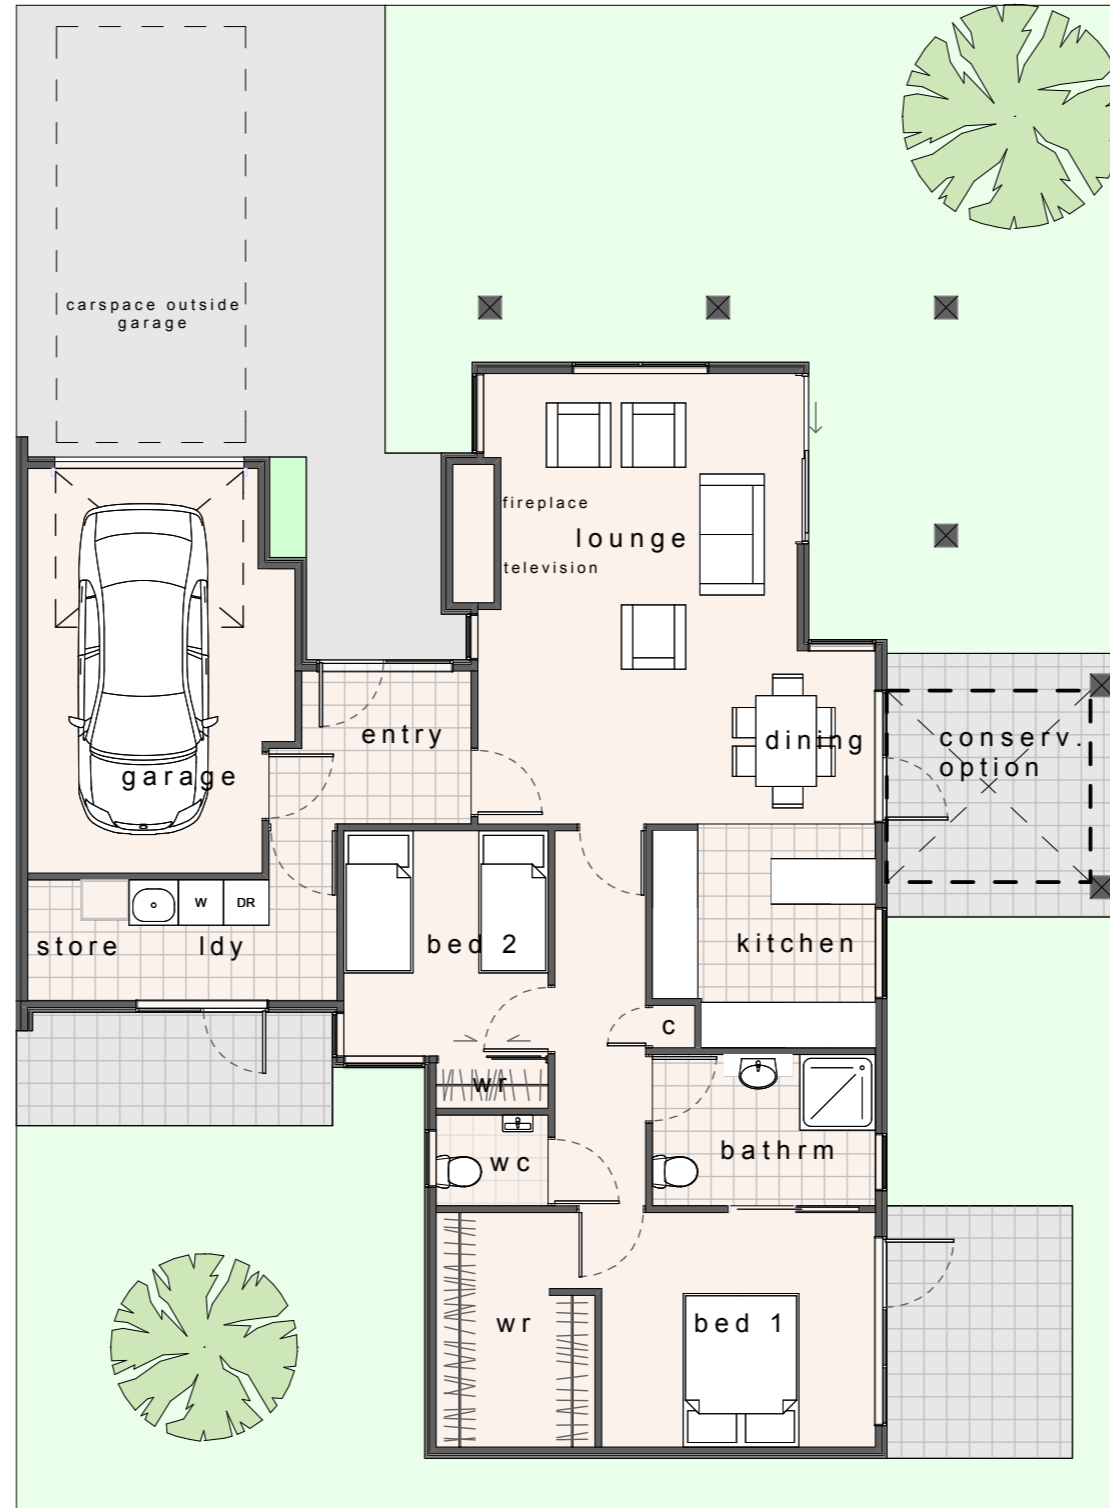 carspace outside
garage
fireplace
lounge
television
entry
dining
conserv.
option
garage
W
DR
store
ldy
bed 2
kitchen
c
wr
wc
bathrm
wr
bed 1